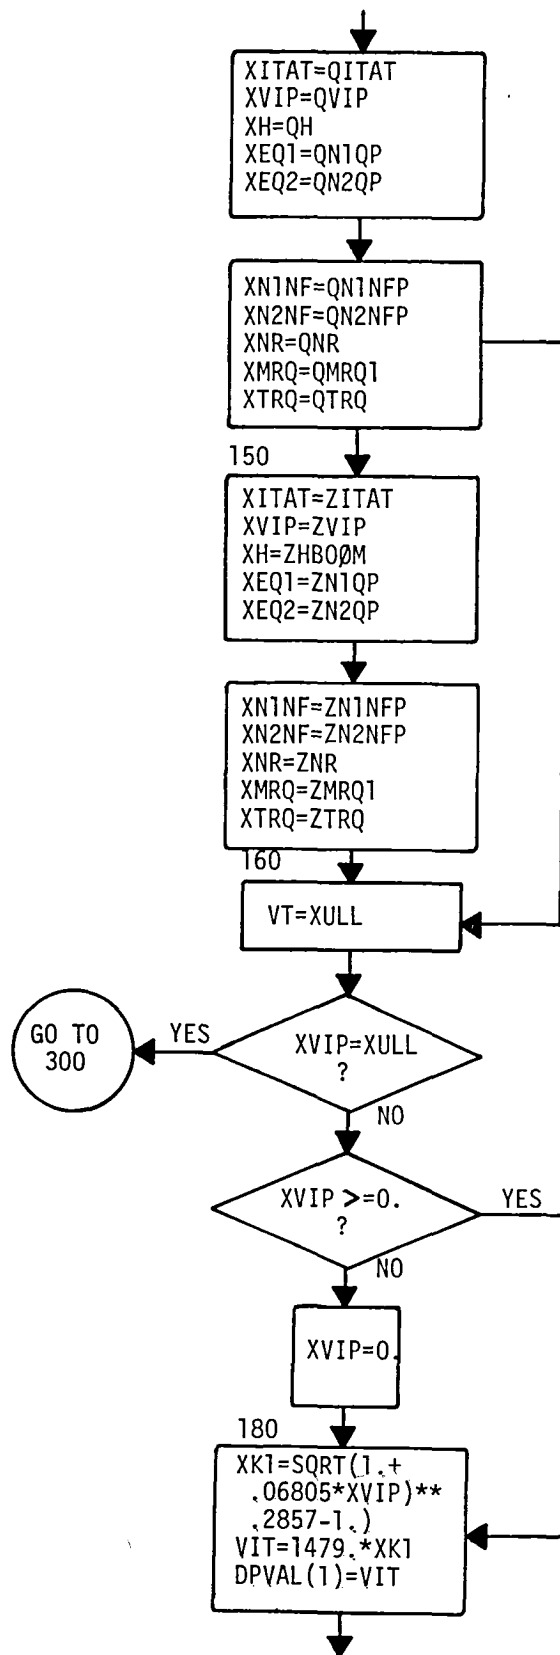 XITAT=QITAT
XVIP=QVIP
XH=QH
XEQ1=QN1QP
XEQ2=QN2QP
XN1NF=QN1NFP
XN2NF=QN2NFP
XNR=QNR
XMRQ=QMRQ1
XTRQ=QTRQ
150
XITAT=ZITAT
XVIP=ZVIP
XH=ZHBOØM
XEQ1=ZN1QP
XEQ2=ZN2QP
XN1NF=ZN1NFP
XN2NF=ZN2NFP
XNR=ZNR
XMRQ=ZMRQ1
XTRQ=ZTRQ
160
VT=XULL
GO TO
300
YES
XVIP=XULL
?
NO
XVIP >=0.
?
YES
NO
XVIP=0.
180
XK1=SQRT(1.+
.06805*XVIP)**
.2857-1.)
VIT=1479.*XK1
DPVAL(1)=VIT